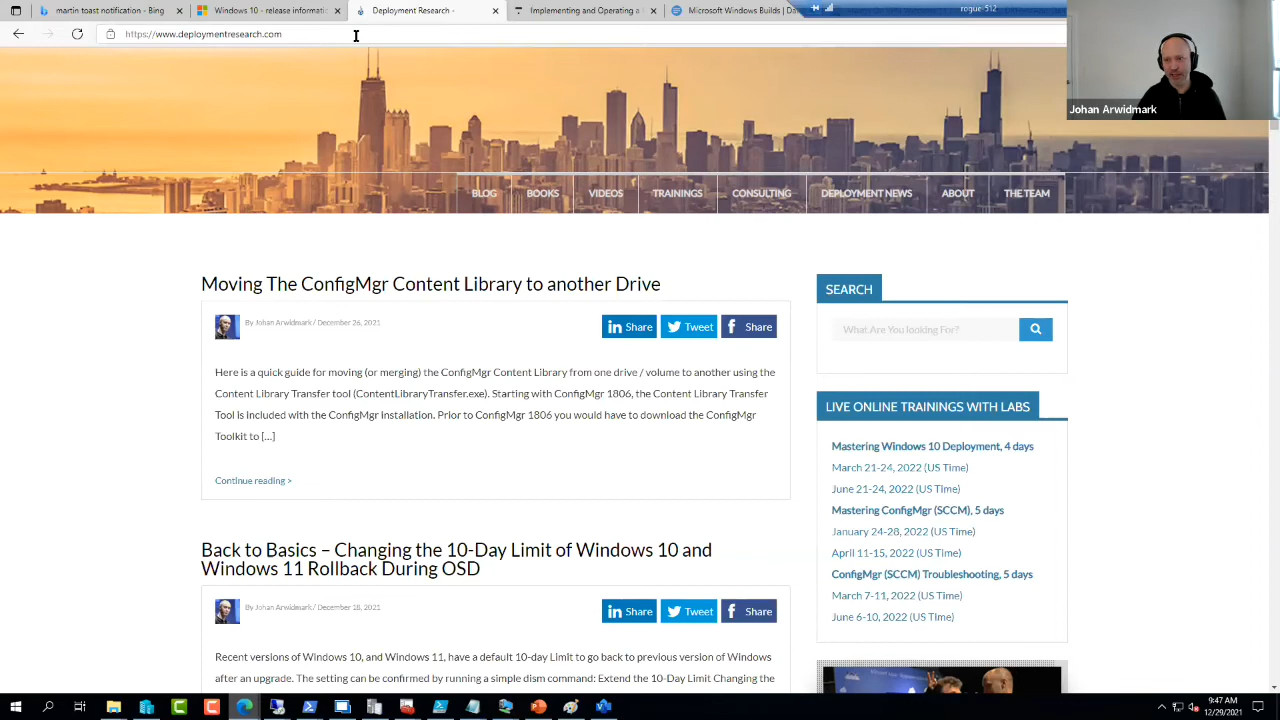 martin bengtsson - Bing
Windows 10 - release informati
Deployment Research -
Implementing and Operating a
Microsoft Windows Builds | Da
rogue-512
https://www.deploymentresearch.com
Johan Arwidmark
BLOG
BOOKS
VIDEOS
TRAININGS
CONSULTING
DEPLOYMENT NEWS
ABOUT
THE TEAM
Moving The ConfigMgr Content Library to another Drive
By Johan Arwidmark / December 26, 2021
in Share
Tweet
f Share
Here is a quick guide for moving (or merging) the ConfigMgr Content Library from one drive / volume to another using the
Content Library Transfer tool (ContentLibraryTransfer.exe). Starting with ConfigMgr 1806, the Content Library Transfer
Tool is included with the ConfigMgr installation. Prior to ConfigMgr 1806 you would have to download the ConfigMgr
Toolkit to [...]
Continue reading >
Back to Basics – Changing the 10-Day Limit of Windows 10 and
Windows 11 Rollback During OSD
By Johan Arwidmark / December 18, 2021
in Share
Tweet
f Share
Recent versions of Windows 10, and Windows 11, have a default 10-day Limit to go back to previous version of Windows
after an upgrade. The setting can be confirmed by running a simple dism command: Extend the 10-Day Limit Changing the
SEARCH
What Are You looking For?
LIVE ONLINE TRAININGS WITH LABS
Mastering Windows 10 Deployment, 4 days
March 21-24, 2022 (US Time)
June 21-24, 2022 (US Time)
Mastering ConfigMgr (SCCM), 5 days
January 24-28, 2022 (US Time)
April 11-15, 2022 (US Time)
ConfigMgr (SCCM) Troubleshooting, 5 days
March 7-11, 2022 (US Time)
June 6-10, 2022 (US TIme)
9:47 AM
12/29/2021